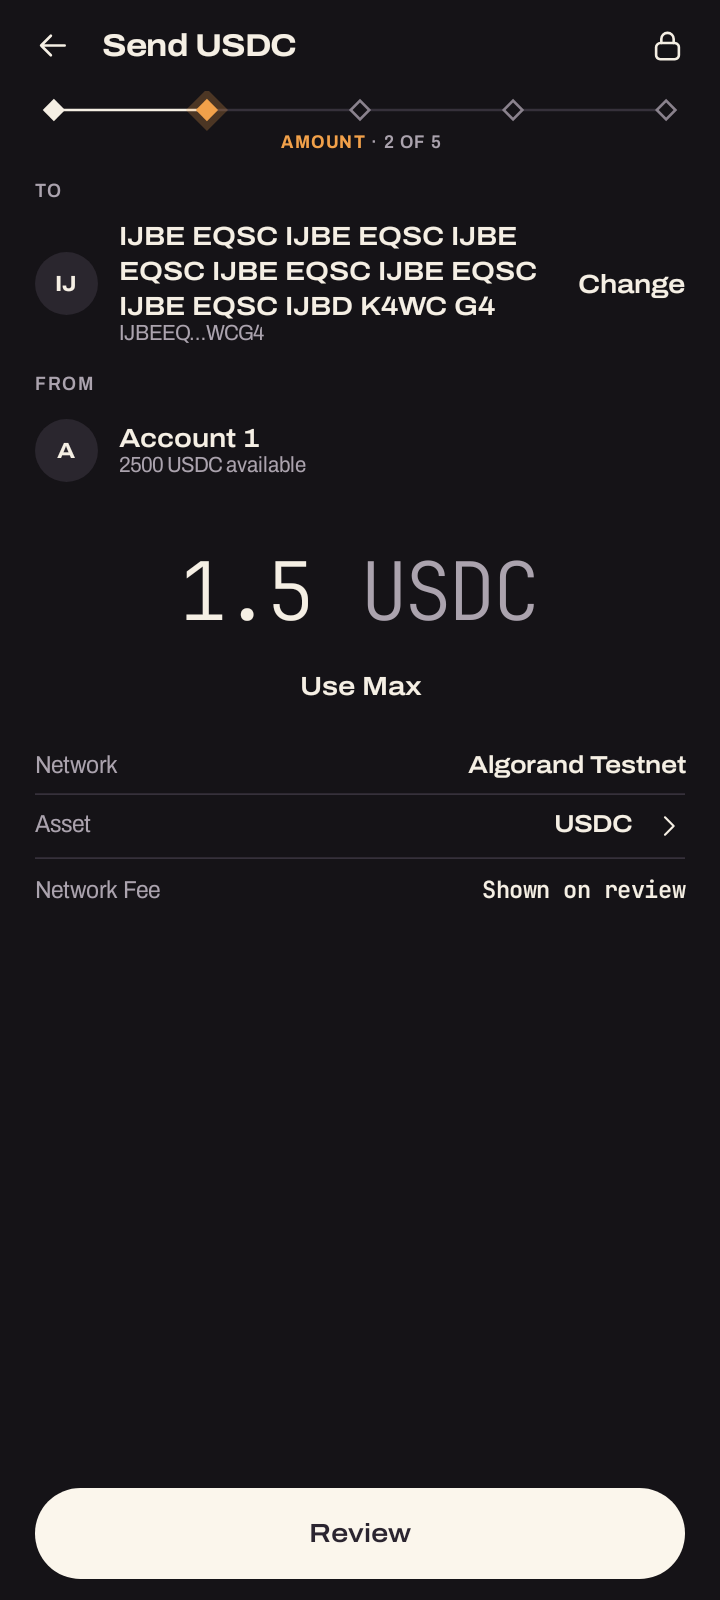 Send USDC
AMOUNT · 2 OF 5
TO
IJ
IJBE EQSC IJBE EQSC IJBE
EQSC IJBE EQSC IJBE EQSC
IJBE EQSC IJBD K4WC G4
IJBEEQ...WCG4
Change
FROM
A
Account 1
2500 USDC available
1.5 USDC
Use Max
Network Algorand Testnet
Asset USDC
Network Fee Shown on review
Review